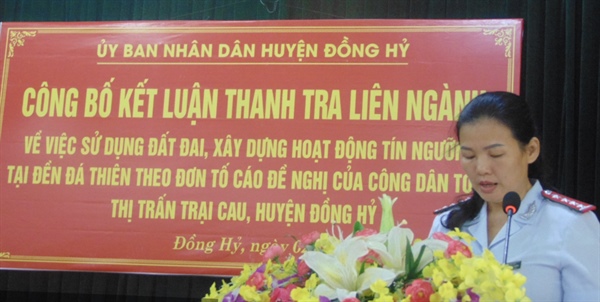 ỦY BAN NHÂN DÂN HUYỆN ĐỒNG HỶ
CÔNG BỐ KẾT LUẬN THANH TRA LIÊN NGÀNH
VỀ VIỆC SỬ DỤNG ĐẤT ĐAI, XÂY DỰNG HOẠT ĐỘNG TÍN NGƯỠ
TẠI ĐỀN ĐÁ THIÊN THEO ĐƠN TỐ CÁO ĐỀ NGHỊ CỦA CÔNG DÂN
THỊ TRẤN TRẠI CAU, HUYỆN ĐỒNG HỶ
Đồng Hỷ, ngày